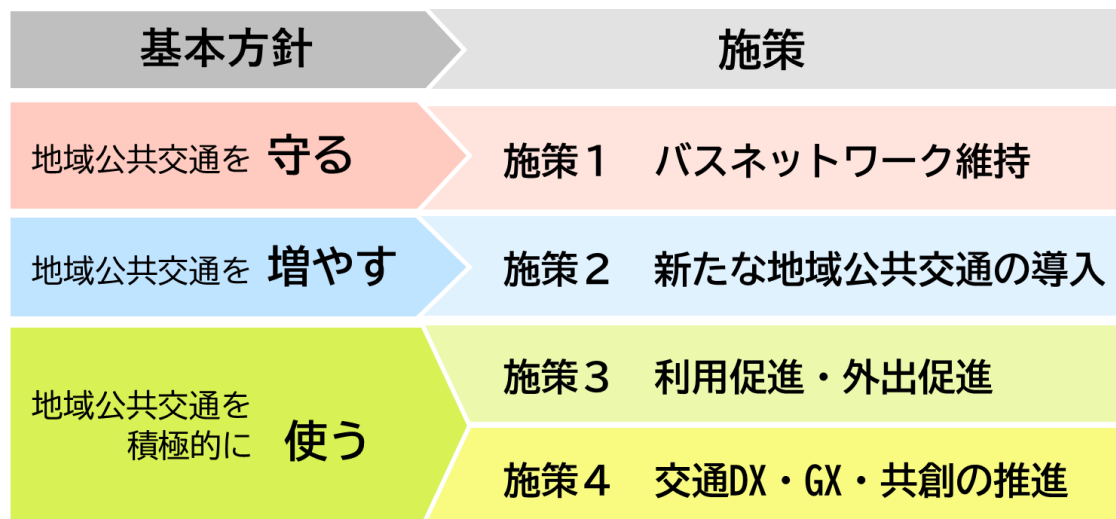 基本方針
施策
地域公共交通を 守る
施策１ バスネットワーク維持
地域公共交通を 増やす
施策２ 新たな地域公共交通の導入
地域公共交通を
積極的に 使う
施策３ 利用促進・外出促進
施策４ 交通DX・GX・共創の推進